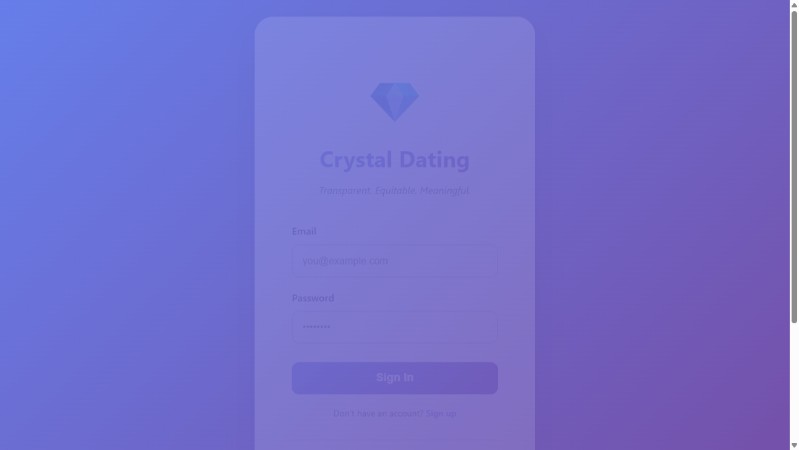 Crystal Dating
Transparent. Equitable. Meaningful.
Email
you@example.com
Password
••••••••
Sign In
Don't have an account? Sign up